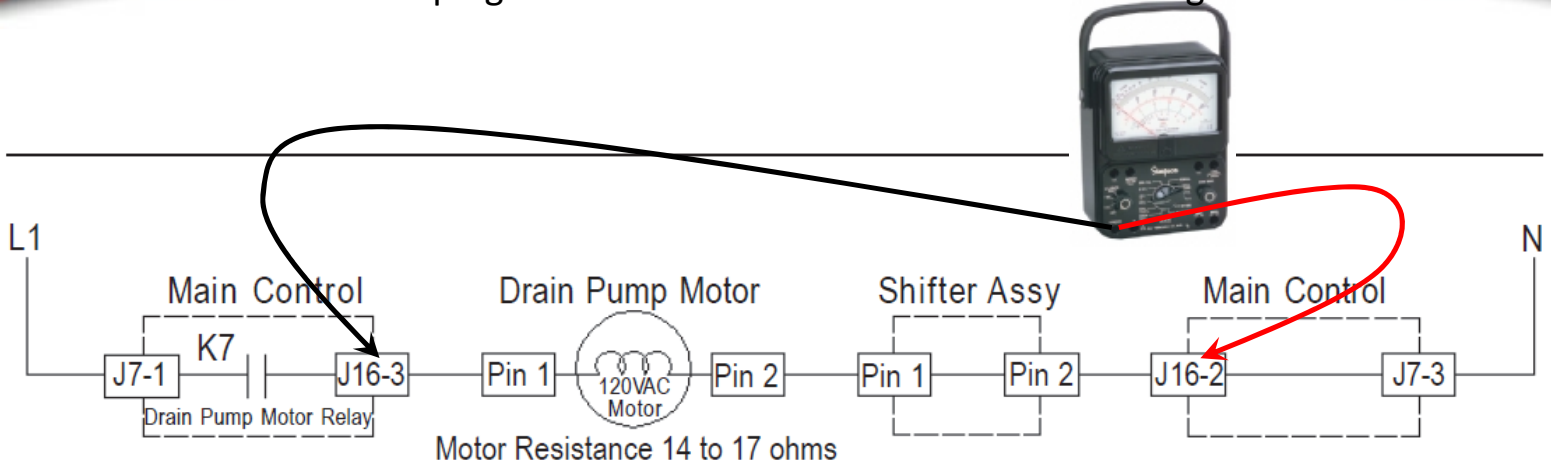 L1
N
Main Control
Drain Pump Motor
Shifter Assy
Main Control
K7
J7-1
J16-3
Pin 1
120VAC
Motor
Pin 2
Pin 1
Pin 2
J16-2
J7-3
Drain Pump Motor Relay
Motor Resistance 14 to 17 ohms
Simpson